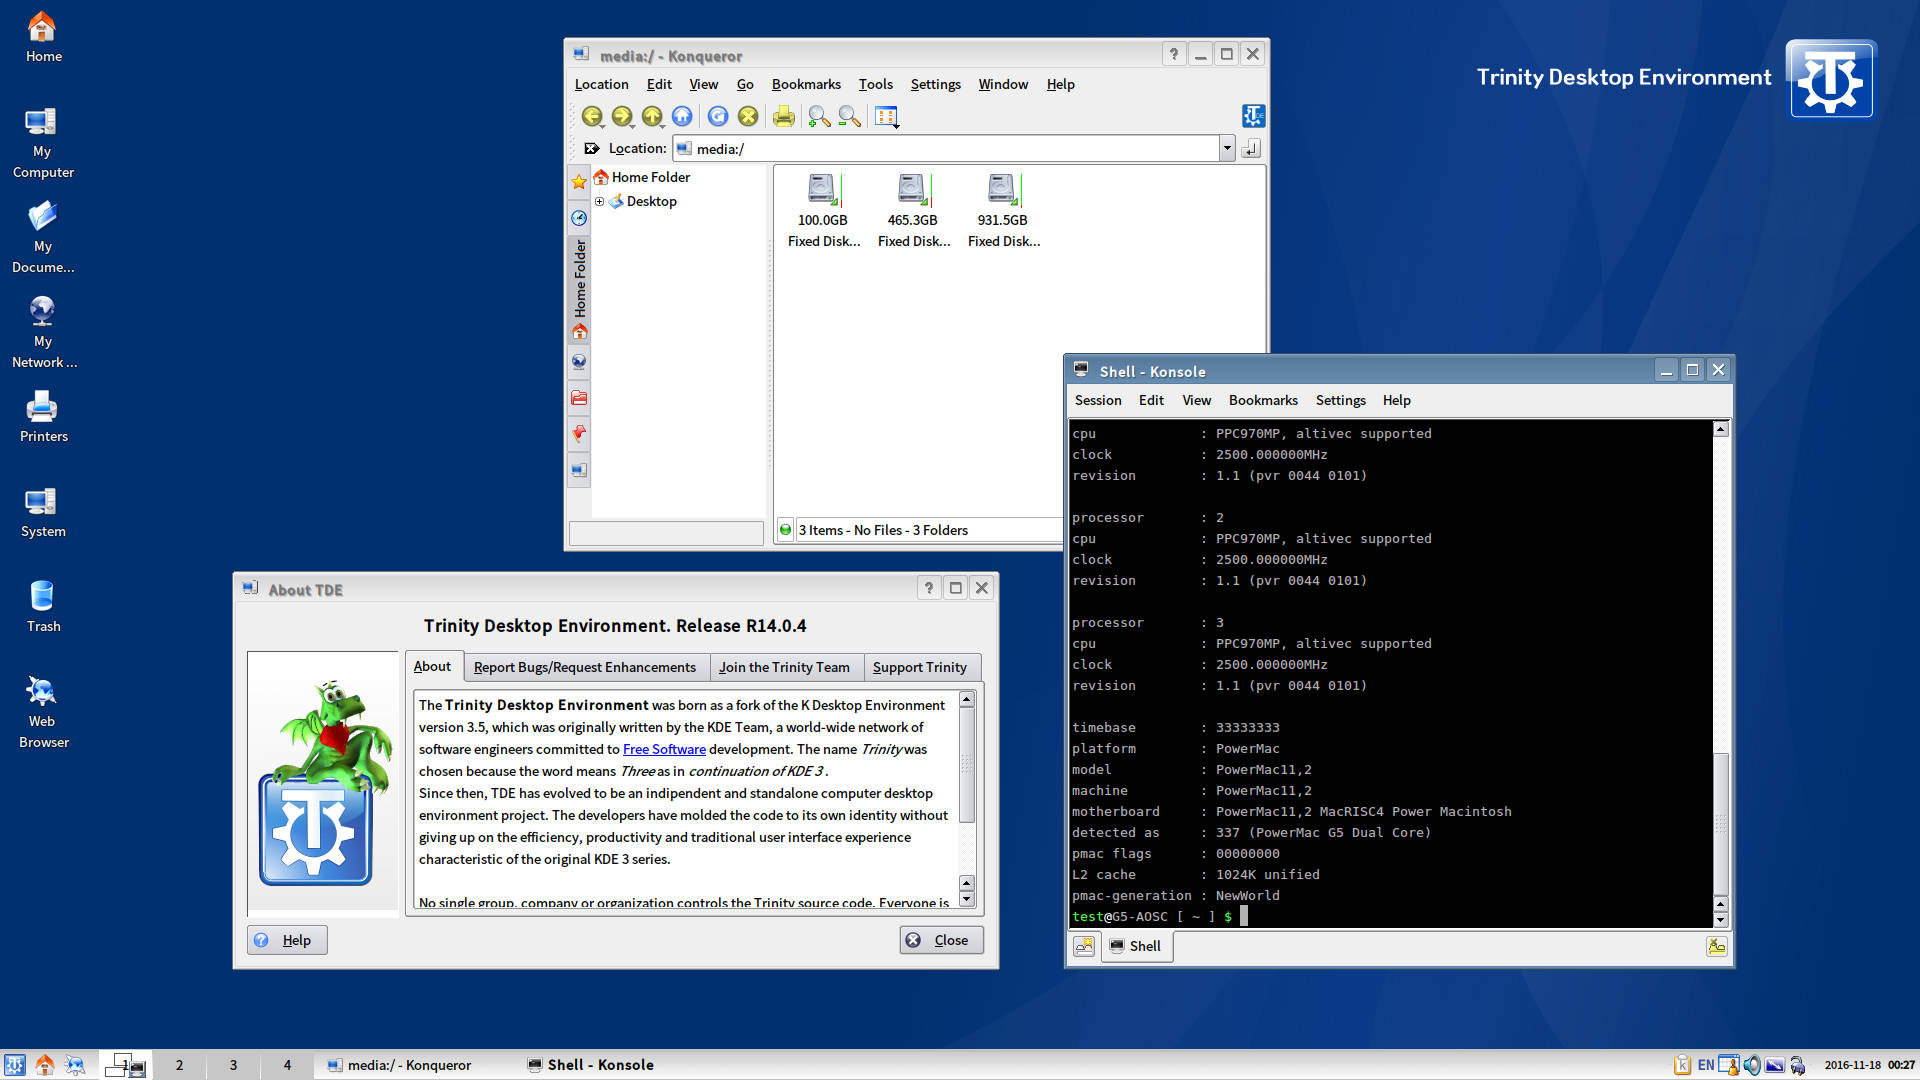 Home
My
Computer
My
Docume...
My
Network ...
Printers
System
Trash
Web
Browser
Trinity Desktop Environment
media:/ - Konqueror
Location Edit View Go Bookmarks Tools Settings Window Help
Location: media:/
Home Folder
Home Folder
Desktop
100.0GB
Fixed Disk...
465.3GB
Fixed Disk...
931.5GB
Fixed Disk...
3 Items - No Files - 3 Folders
Shell - Konsole
Session Edit View Bookmarks Settings Help
cpu : PPC970MP, altivec supported
clock : 2500.000000MHz
revision : 1.1 (pvr 0044 0101)
processor : 2
cpu : PPC970MP, altivec supported
clock : 2500.000000MHz
revision : 1.1 (pvr 0044 0101)
processor : 3
cpu : PPC970MP, altivec supported
clock : 2500.000000MHz
revision : 1.1 (pvr 0044 0101)
timebase : 33333333
platform : PowerMac
model : PowerMac11,2
machine : PowerMac11,2
motherboard : PowerMac11,2 MacRISC4 Power Macintosh
detected as : 337 (PowerMac G5 Dual Core)
pmac flags : 00000000
L2 cache : 1024K unified
pmac-generation : NewWorld
test@G5-AOSC [ ~ ] $
Shell
About TDE
Trinity Desktop Environment. Release R14.0.4
About Report Bugs/Request Enhancements Join the Trinity Team Support Trinity
The Trinity Desktop Environment was born as a fork of the K Desktop Environment
version 3.5, which was originally written by the KDE Team, a world-wide network of
software engineers committed to Free Software development. The name Trinity was
chosen because the word means Three as in continuation of KDE 3 .
Since then, TDE has evolved to be an indipendent and standalone computer desktop
environment project. The developers have molded the code to its own identity without
giving up on the efficiency, productivity and traditional user interface experience
characteristic of the original KDE 3 series.
No single group, company or organization controls the Trinity source code. Everyone is
Help
Close
1 2 3 4 media:/ - Konqueror Shell - Konsole EN 2016-11-18 00:27